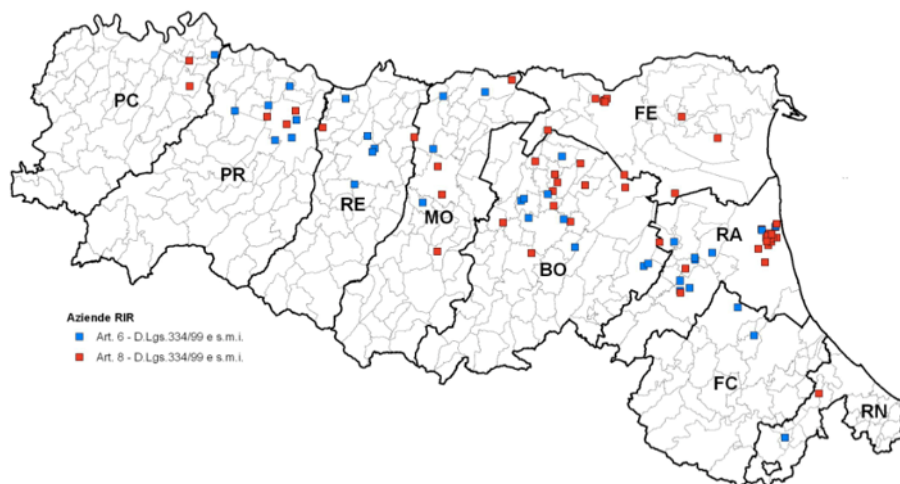 PC
FE
PR
RE
MO
RA
BO
Aziende RIR
Art. 6 - D.Lgs.334/99 e s.m.i.
Art. 8 - D.Lgs.334/99 e s.m.i.
FC
RN